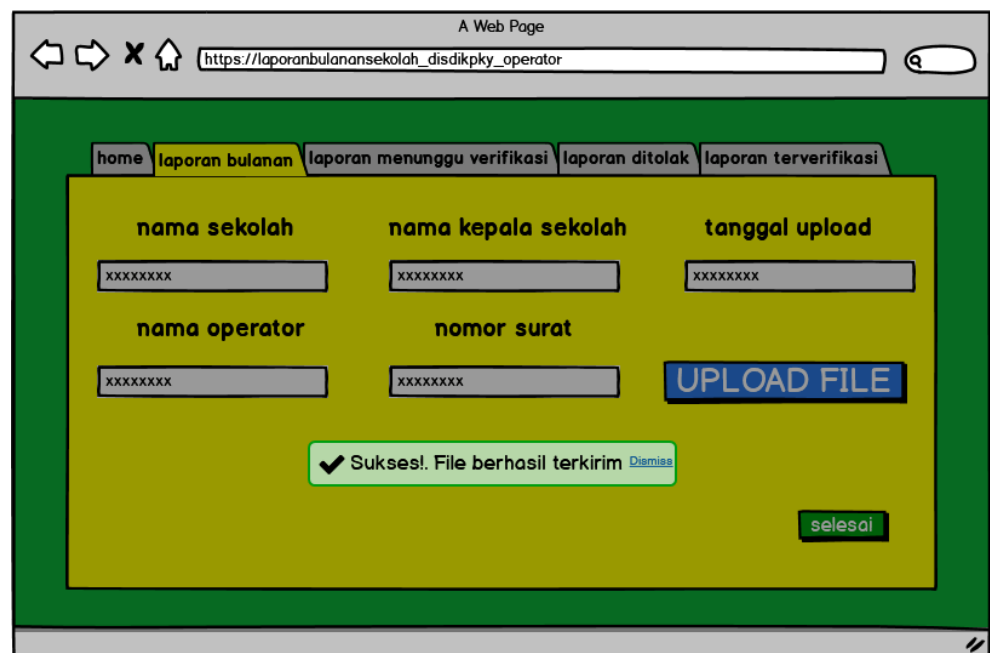 A Web Page
https://laporanbulanansekolah_disdikpky_operator
home laporan bulanan laporan menunggu verifikasi laporan ditolak laporan terverifikasi
nama sekolah nama kepala sekolah tanggal upload
xxxxxxxx xxxxxxxx xxxxxxxx
nama operator nomor surat
xxxxxxxx xxxxxxxx UPLOAD FILE
Sukses!. File berhasil terkirim Dismiss
selesai